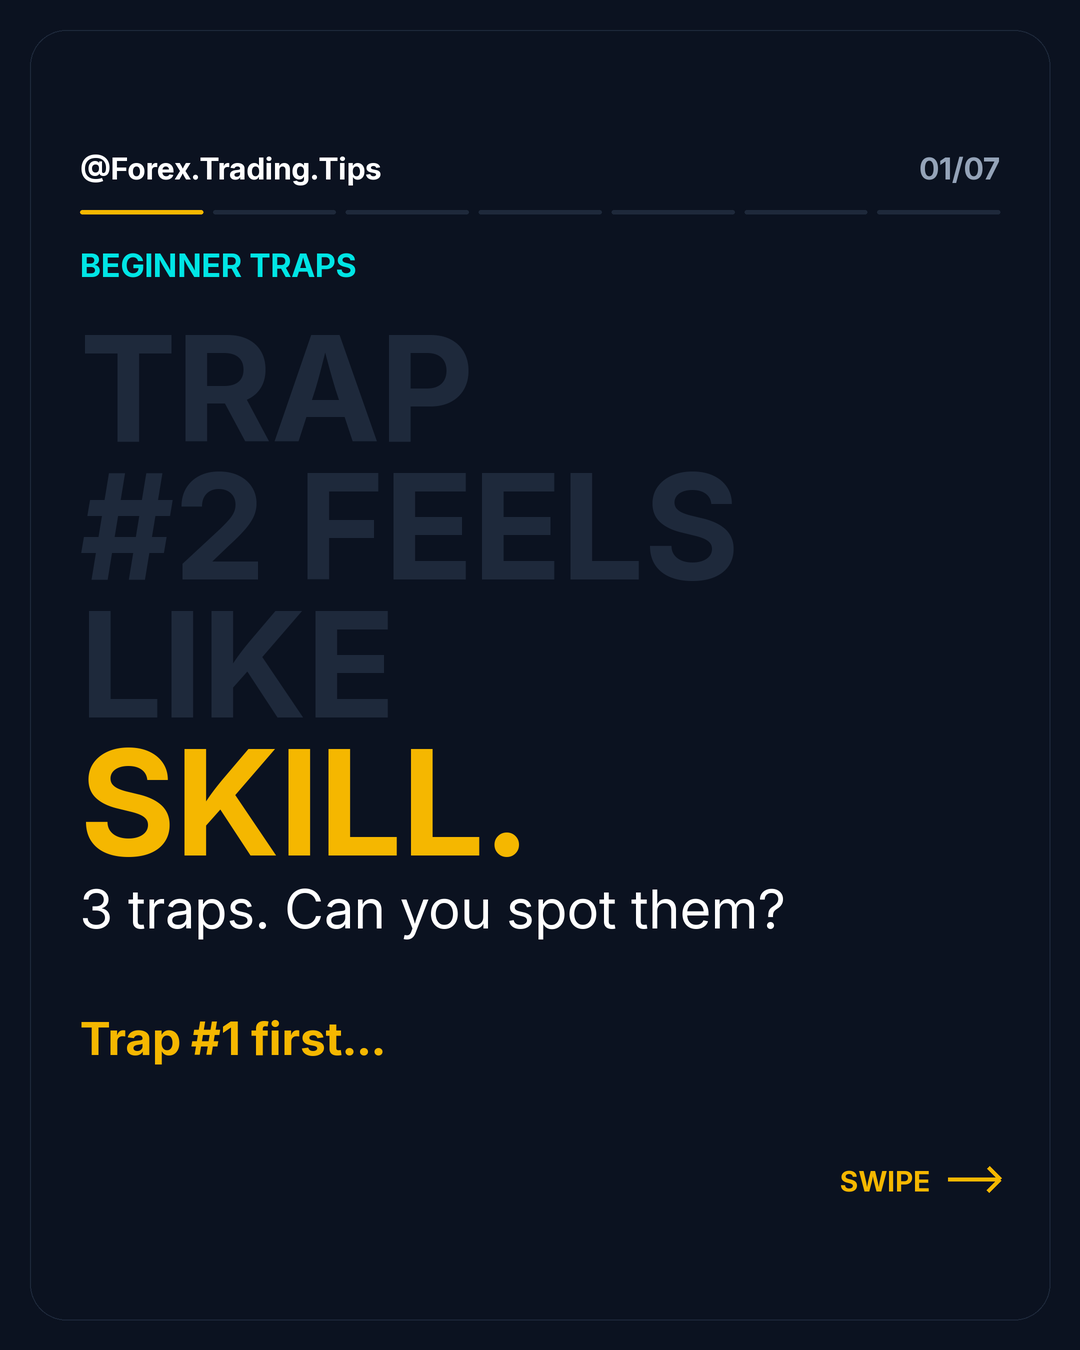 @Forex.Trading.Tips
01/07
BEGINNER TRAPS
TRAP
#2 FEELS
LIKE
SKILL.
3 traps. Can you spot them?
Trap #1 first...
SWIPE